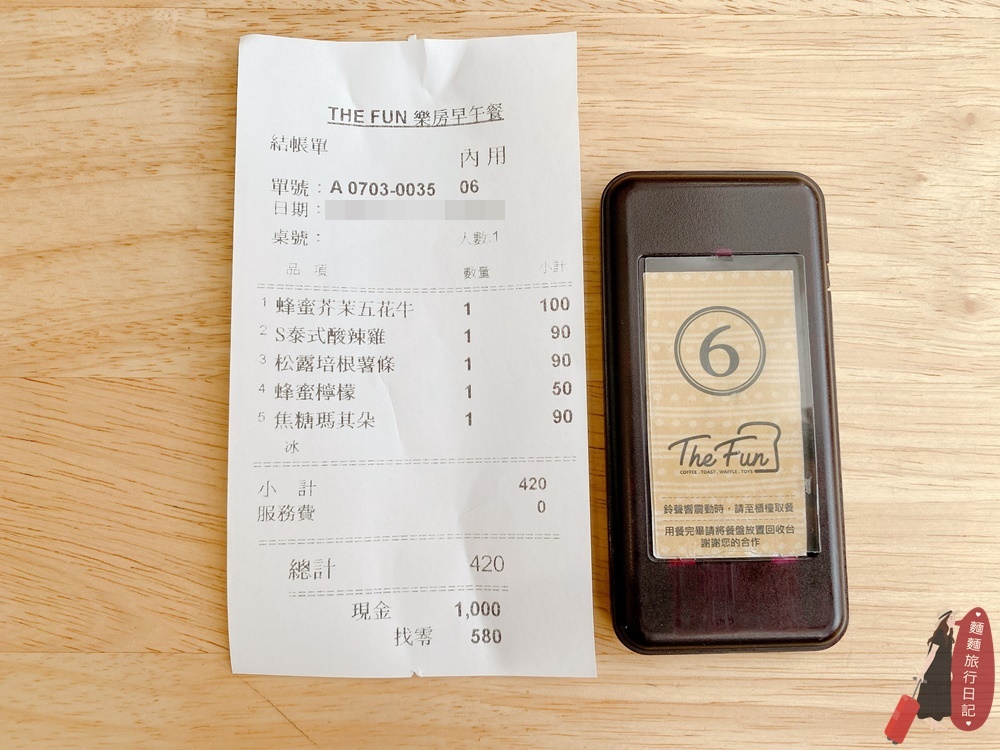 THE FUN 樂房早午餐
結帳單
內用
單號：A 0703-0035 06
日期：
桌號： 人數:1
品 項 數量 小計
1 蜂蜜芥茉五花牛 1 100
2 S泰式酸辣雞 1 90
3 松露培根薯條 1 90
4 蜂蜜檸檬 1 50
5 焦糖瑪其朵 1 90
冰
小 計 420
服務費 0
總計 420
現金 1,000
找零 580
6
The Fun
COFFEE . TOAST . WAFFLE . TOYS
鈴聲響震動時，請至櫃檯取餐
用餐完畢請將餐盤放置回收台
謝謝您的合作
麵麵旅行日記